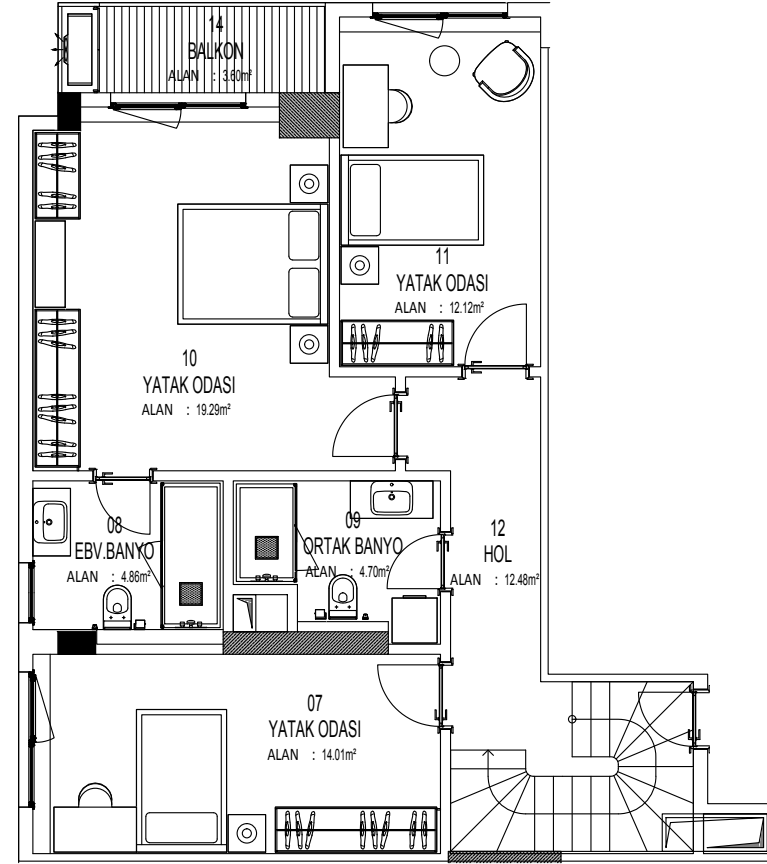 14
BALKON
ALAN : 3.60m²
11
YATAK ODASI
ALAN : 12.12m²
10
YATAK ODASI
ALAN : 19.29m²
08
EBV.BANYO
ALAN : 4.86m²
09
ORTAK BANYO
ALAN : 4.70m²
12
HOL
ALAN : 12.48m²
07
YATAK ODASI
ALAN : 14.01m²